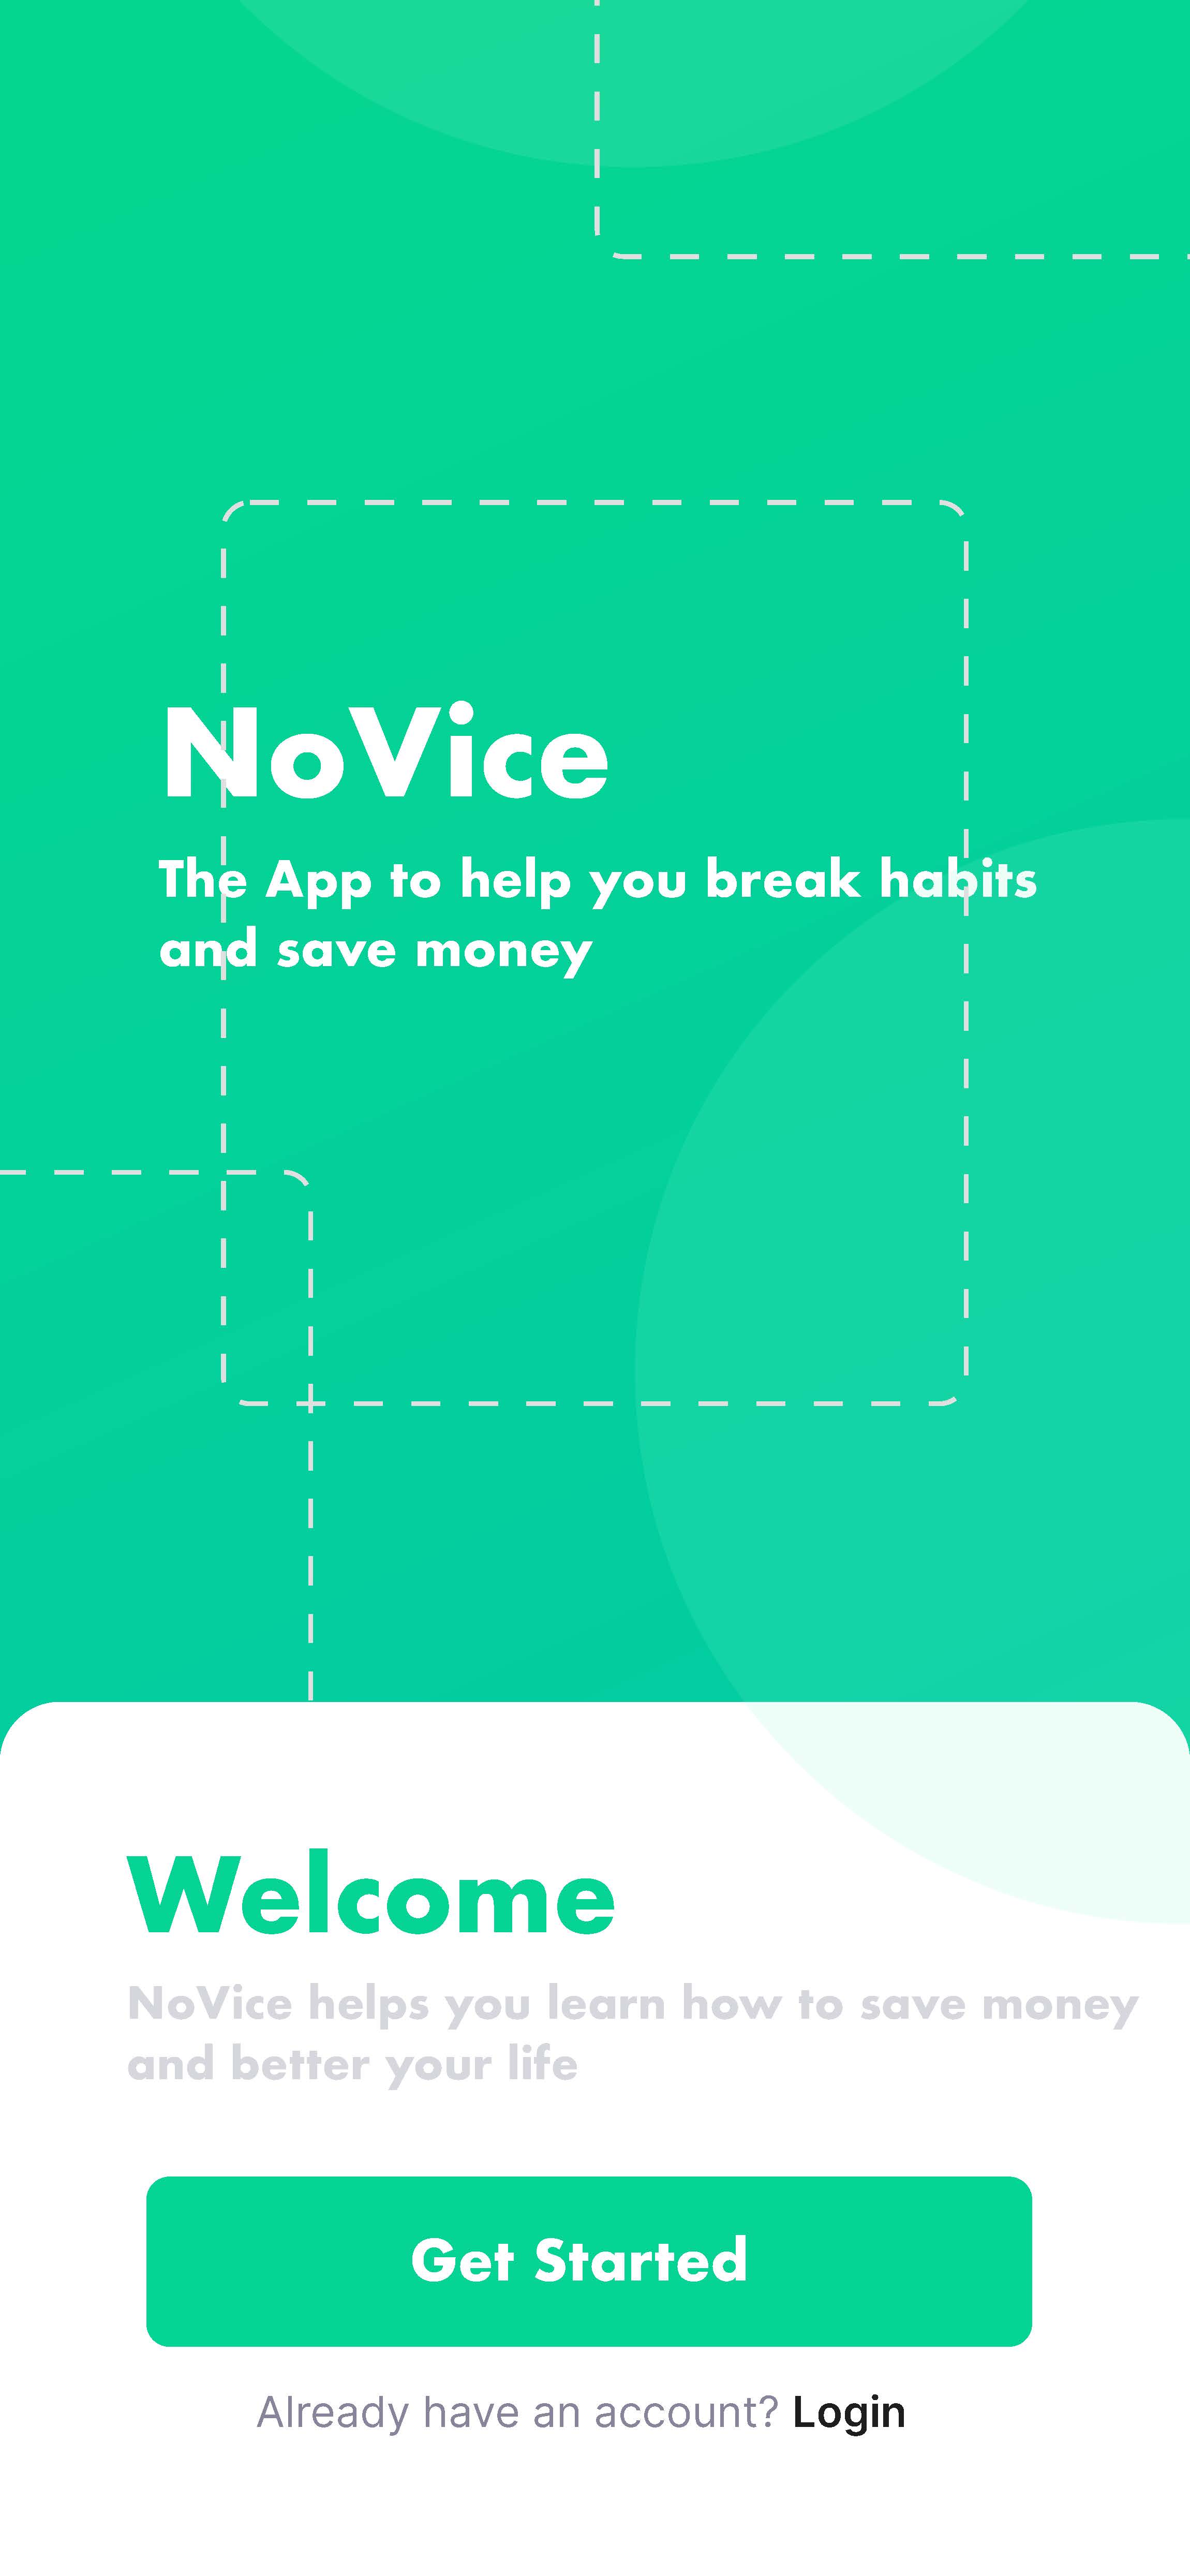 NoVice
The App to help you break habits
and save money
Welcome
NoVice helps you learn how to save money
and better your life
Get Started
Already have an account? Login